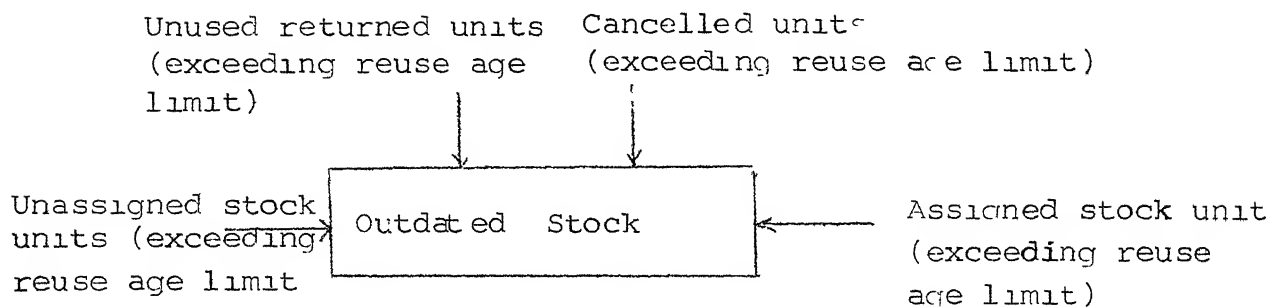 Unused returned units
(exceeding reuse age
limit)
Cancelled units
(exceeding reuse age limit)
Unassigned stock
units (exceeding
reuse age limit
Outdated Stock
Assigned stock unit
(exceeding reuse
age limit)